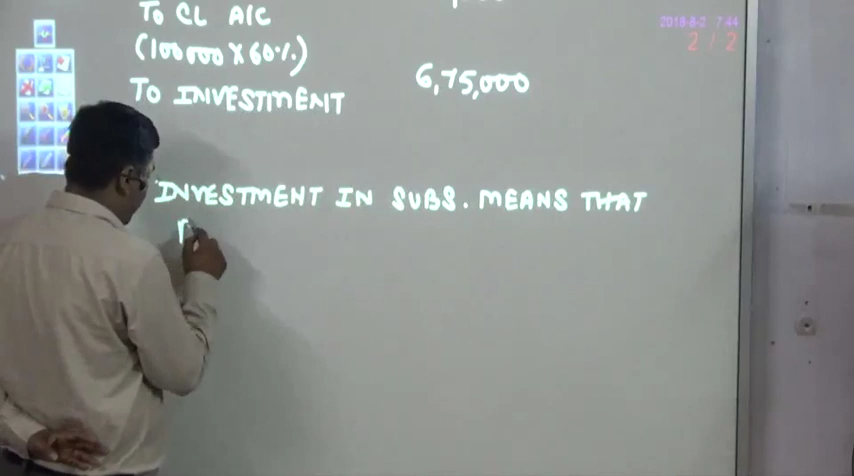 2018-8-2 7:44
2 / 2
TO CL A/C
(100000 X 60%)
TO INVESTMENT 6,75,000
INVESTMENT IN SUBS. MEANS THAT